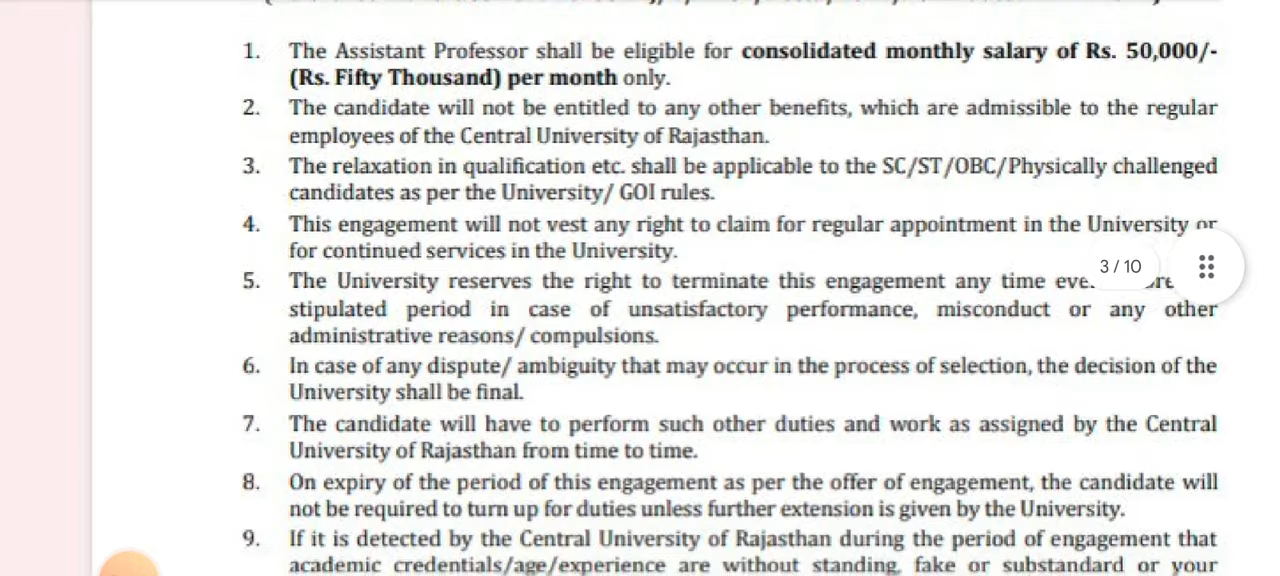 1. The Assistant Professor shall be eligible for consolidated monthly salary of Rs. 50,000/-
(Rs. Fifty Thousand) per month only.
2. The candidate will not be entitled to any other benefits, which are admissible to the regular
employees of the Central University of Rajasthan.
3. The relaxation in qualification etc. shall be applicable to the SC/ST/OBC/Physically challenged
candidates as per the University/ GOI rules.
4. This engagement will not vest any right to claim for regular appointment in the University or
for continued services in the University.
3 / 10
5. The University reserves the right to terminate this engagement any time
stipulated period in case of unsatisfactory performance, misconduct or any other
administrative reasons/ compulsions.
6. In case of any dispute/ ambiguity that may occur in the process of selection, the decision of the
University shall be final.
7. The candidate will have to perform such other duties and work as assigned by the Central
University of Rajasthan from time to time.
8. On expiry of the period of this engagement as per the offer of engagement, the candidate will
not be required to turn up for duties unless further extension is given by the University.
9. If it is detected by the Central University of Rajasthan during the period of engagement that
academic credentials/age/experience are without standing, fake or substandard or your